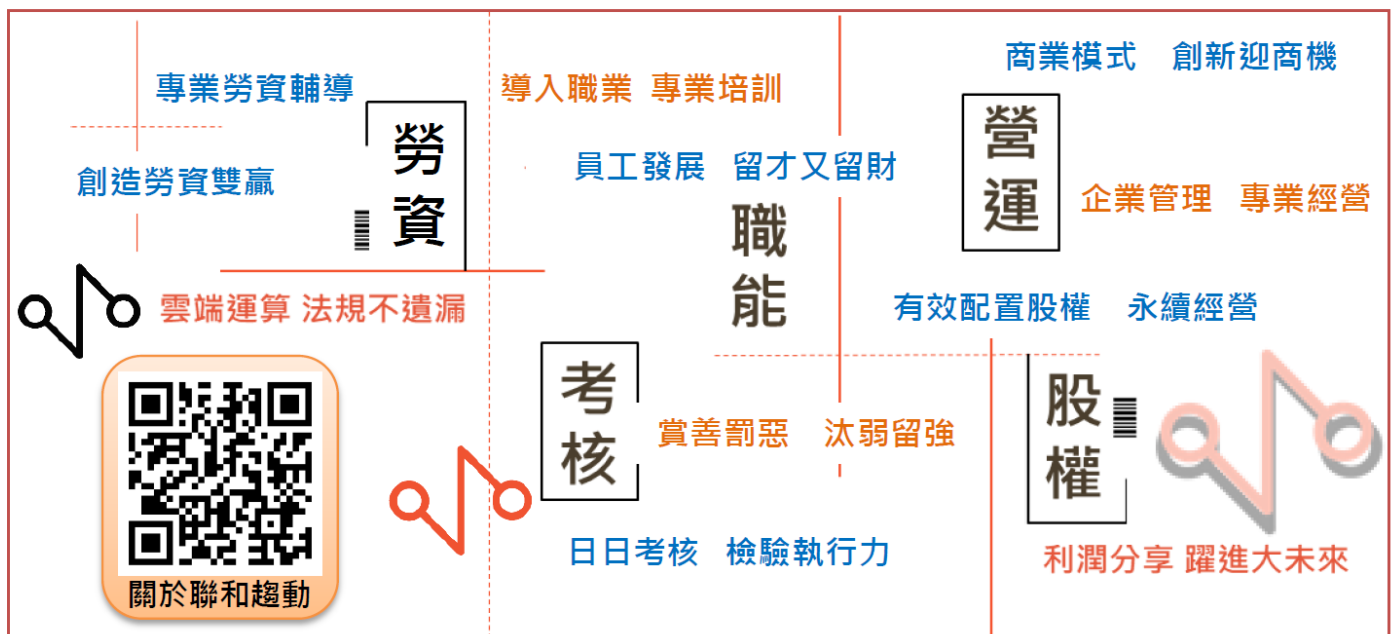 專業勞資輔導
勞資
創造勞資雙贏
雲端運算 法規不遺漏
關於聯和趨動
導入職業 專業培訓
員工發展 留才又留財
職能
考核
賞善罰惡 汰弱留強
日日考核 檢驗執行力
商業模式 創新迎商機
營運
企業管理 專業經營
有效配置股權 永續經營
股權
利潤分享 躍進大未來